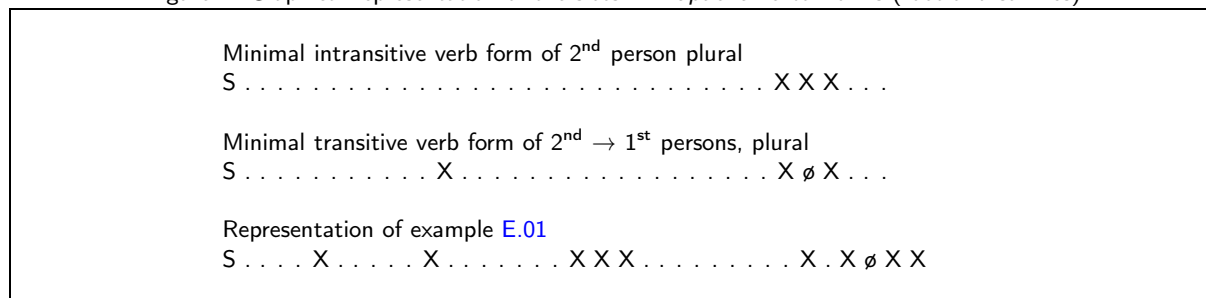 Minimal intransitive verb form of 2nd person plural
S . . . . . . . . . . . . . . . . . . . . . . . . . . . . . . X X X . . .
Minimal transitive verb form of 2nd → 1st persons, plural
S . . . . . . . . . . . X . . . . . . . . . . . . . . . . . . X ø X . . .
Representation of example E.01
S . . . . X . . . . . X . . . . . . . X X X . . . . . . . . . X . X ø X X